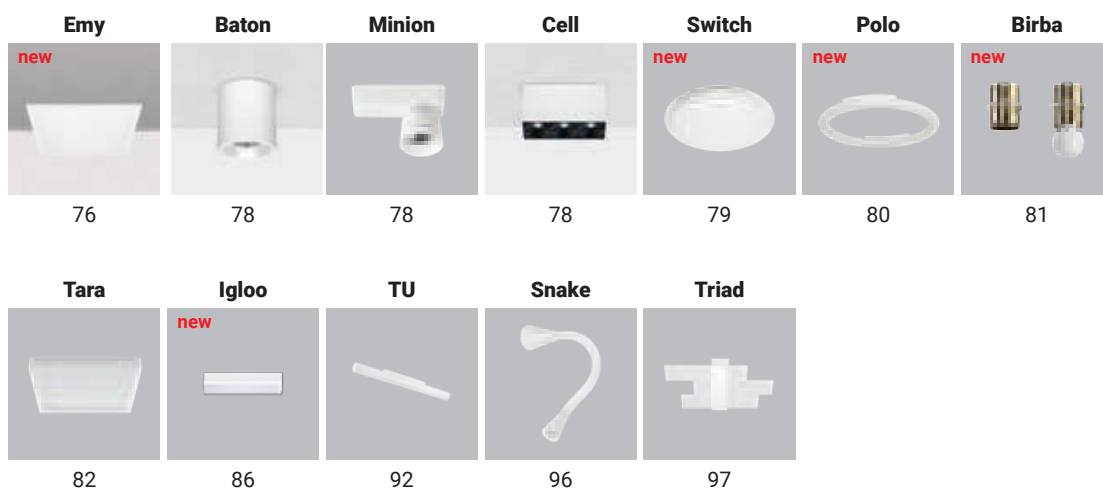 Emy Baton Minion Cell Switch Polo Birba
new new new new
76 78 78 78 79 80 81
Tara Igloo TU Snake Triad
new
82 86 92 96 97